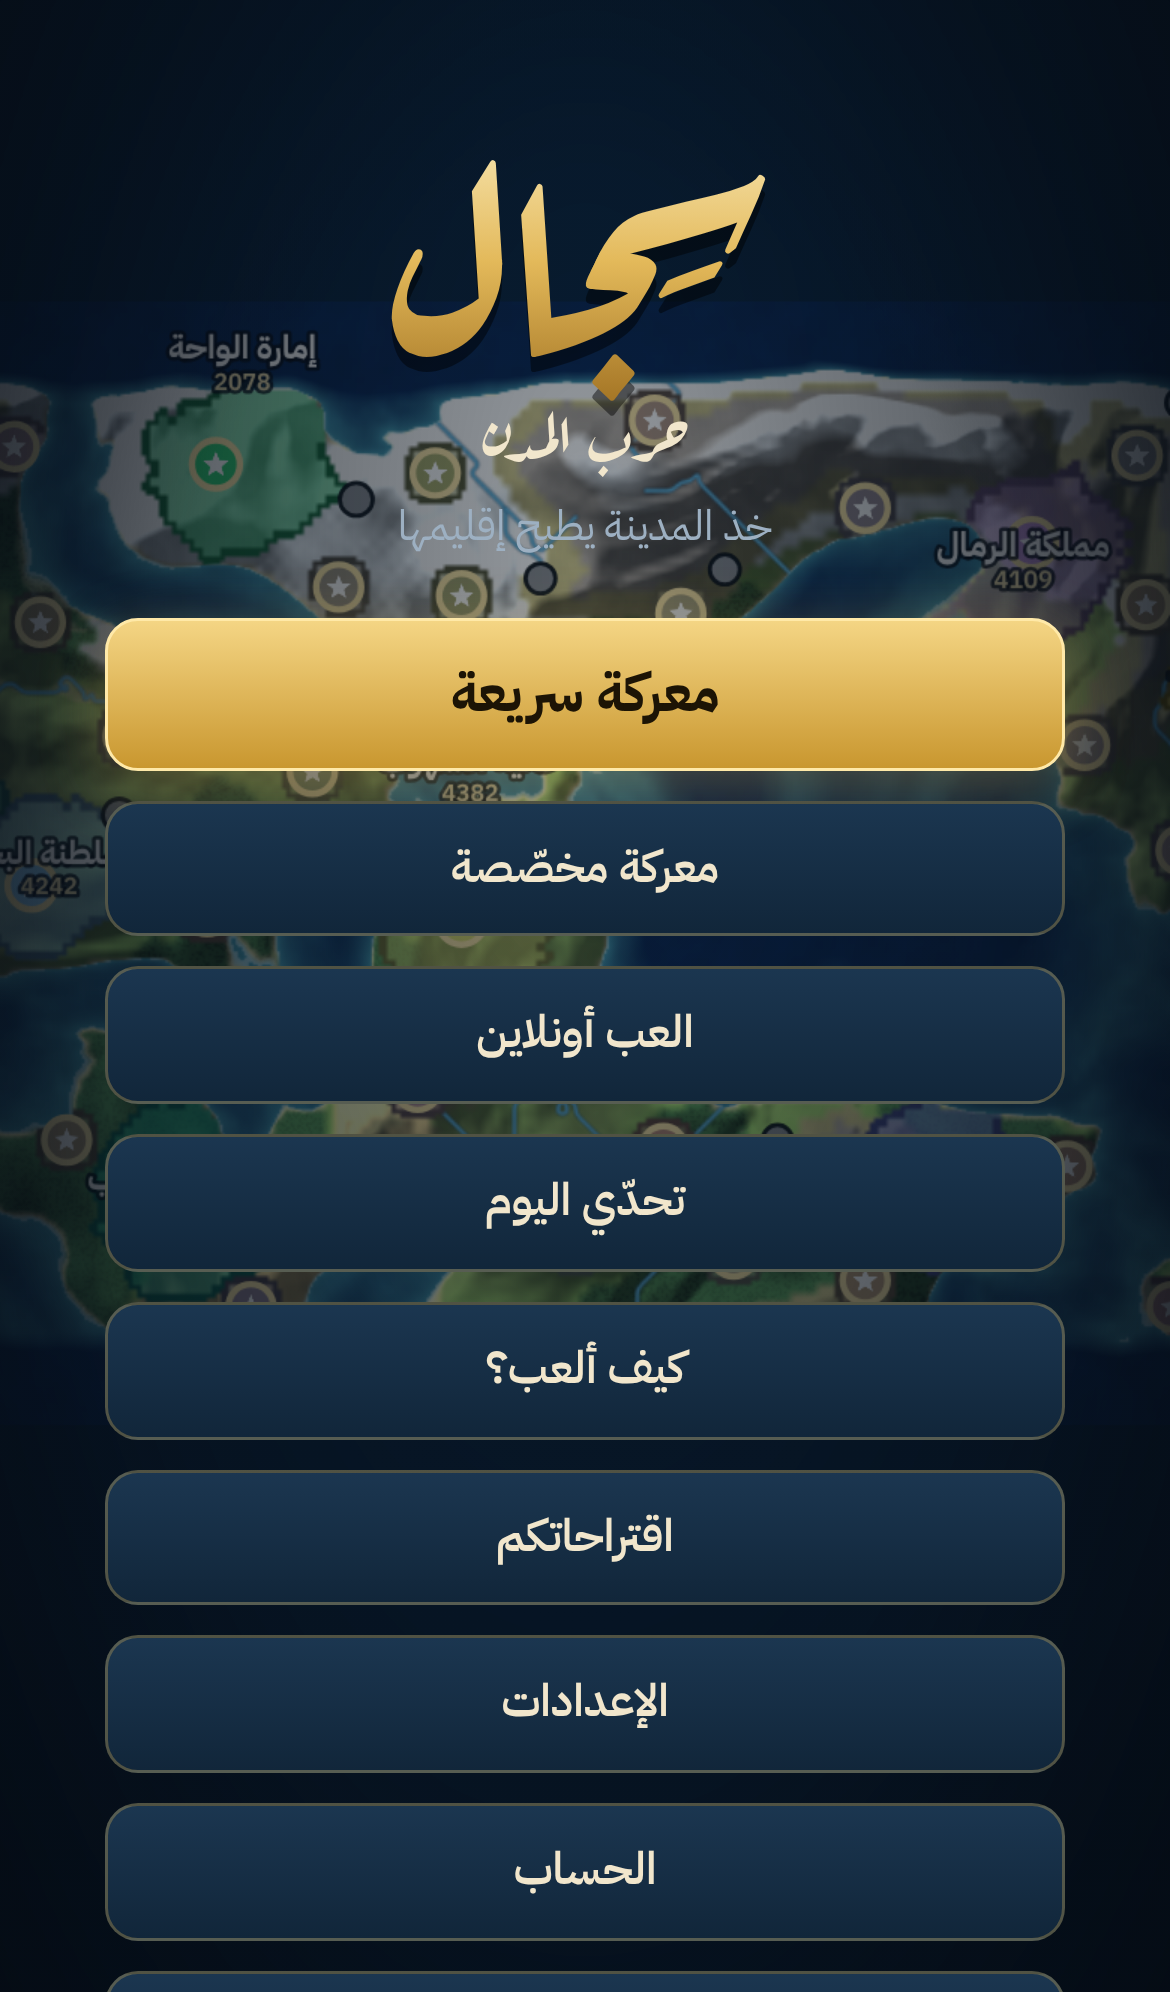 سجال
حرب المدن
خذ المدينة يطيح إقليمها
إمارة الواحة
2078
مملكة الرمال
4109
معركة سريعة
4382
4242
معركة مخصّصة
العب أونلاين
تحدّي اليوم
كيف ألعب؟
اقتراحاتكم
الإعدادات
الحساب